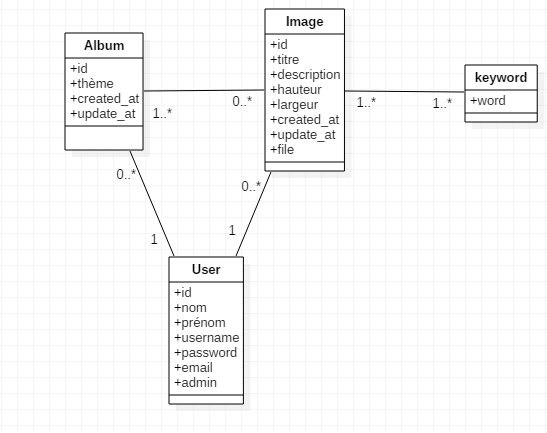 Album
+id
+thème
+created_at
+update_at
1..*
0..*
Image
+id
+titre
+description
+hauteur
+largeur
+created_at
+update_at
+file
1..*
1..*
keyword
+word
0..*
1
0..*
1
User
+id
+nom
+prénom
+username
+password
+email
+admin